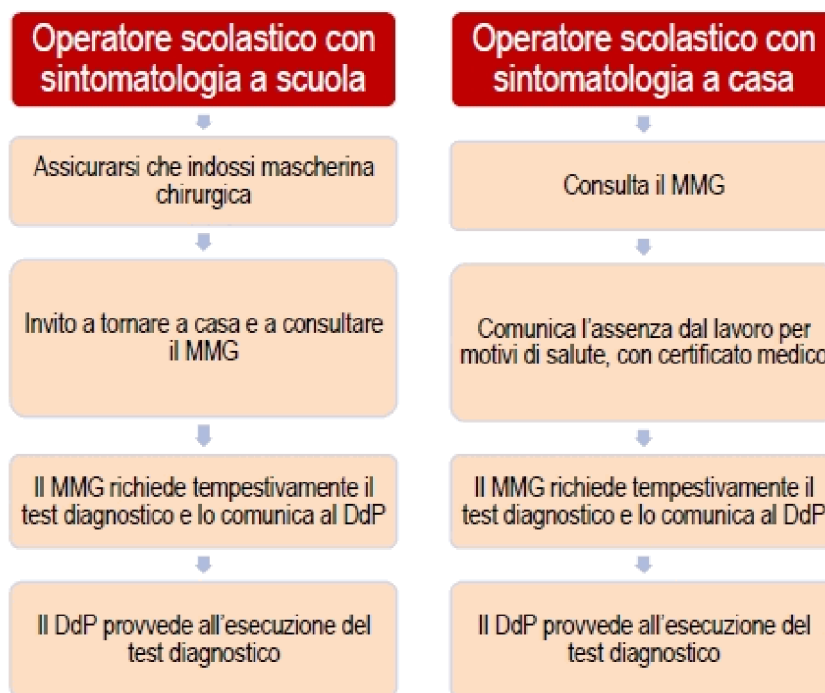 Operatore scolastico con
sintomatologia a scuola
Assicurarsi che indossi mascherina
chirurgica
Invito a tornare a casa e a consultare
il MMG
Il MMG richiede tempestivamente il
test diagnostico e lo comunica al DdP
Il DdP provvede all'esecuzione del
test diagnostico
Operatore scolastico con
sintomatologia a casa
Consulta il MMG
Comunica l'assenza dal lavoro per
motivi di salute, con certificato medico
Il MMG richiede tempestivamente il
test diagnostico e lo comunica al DdP
Il DdP provvede all'esecuzione del
test diagnostico